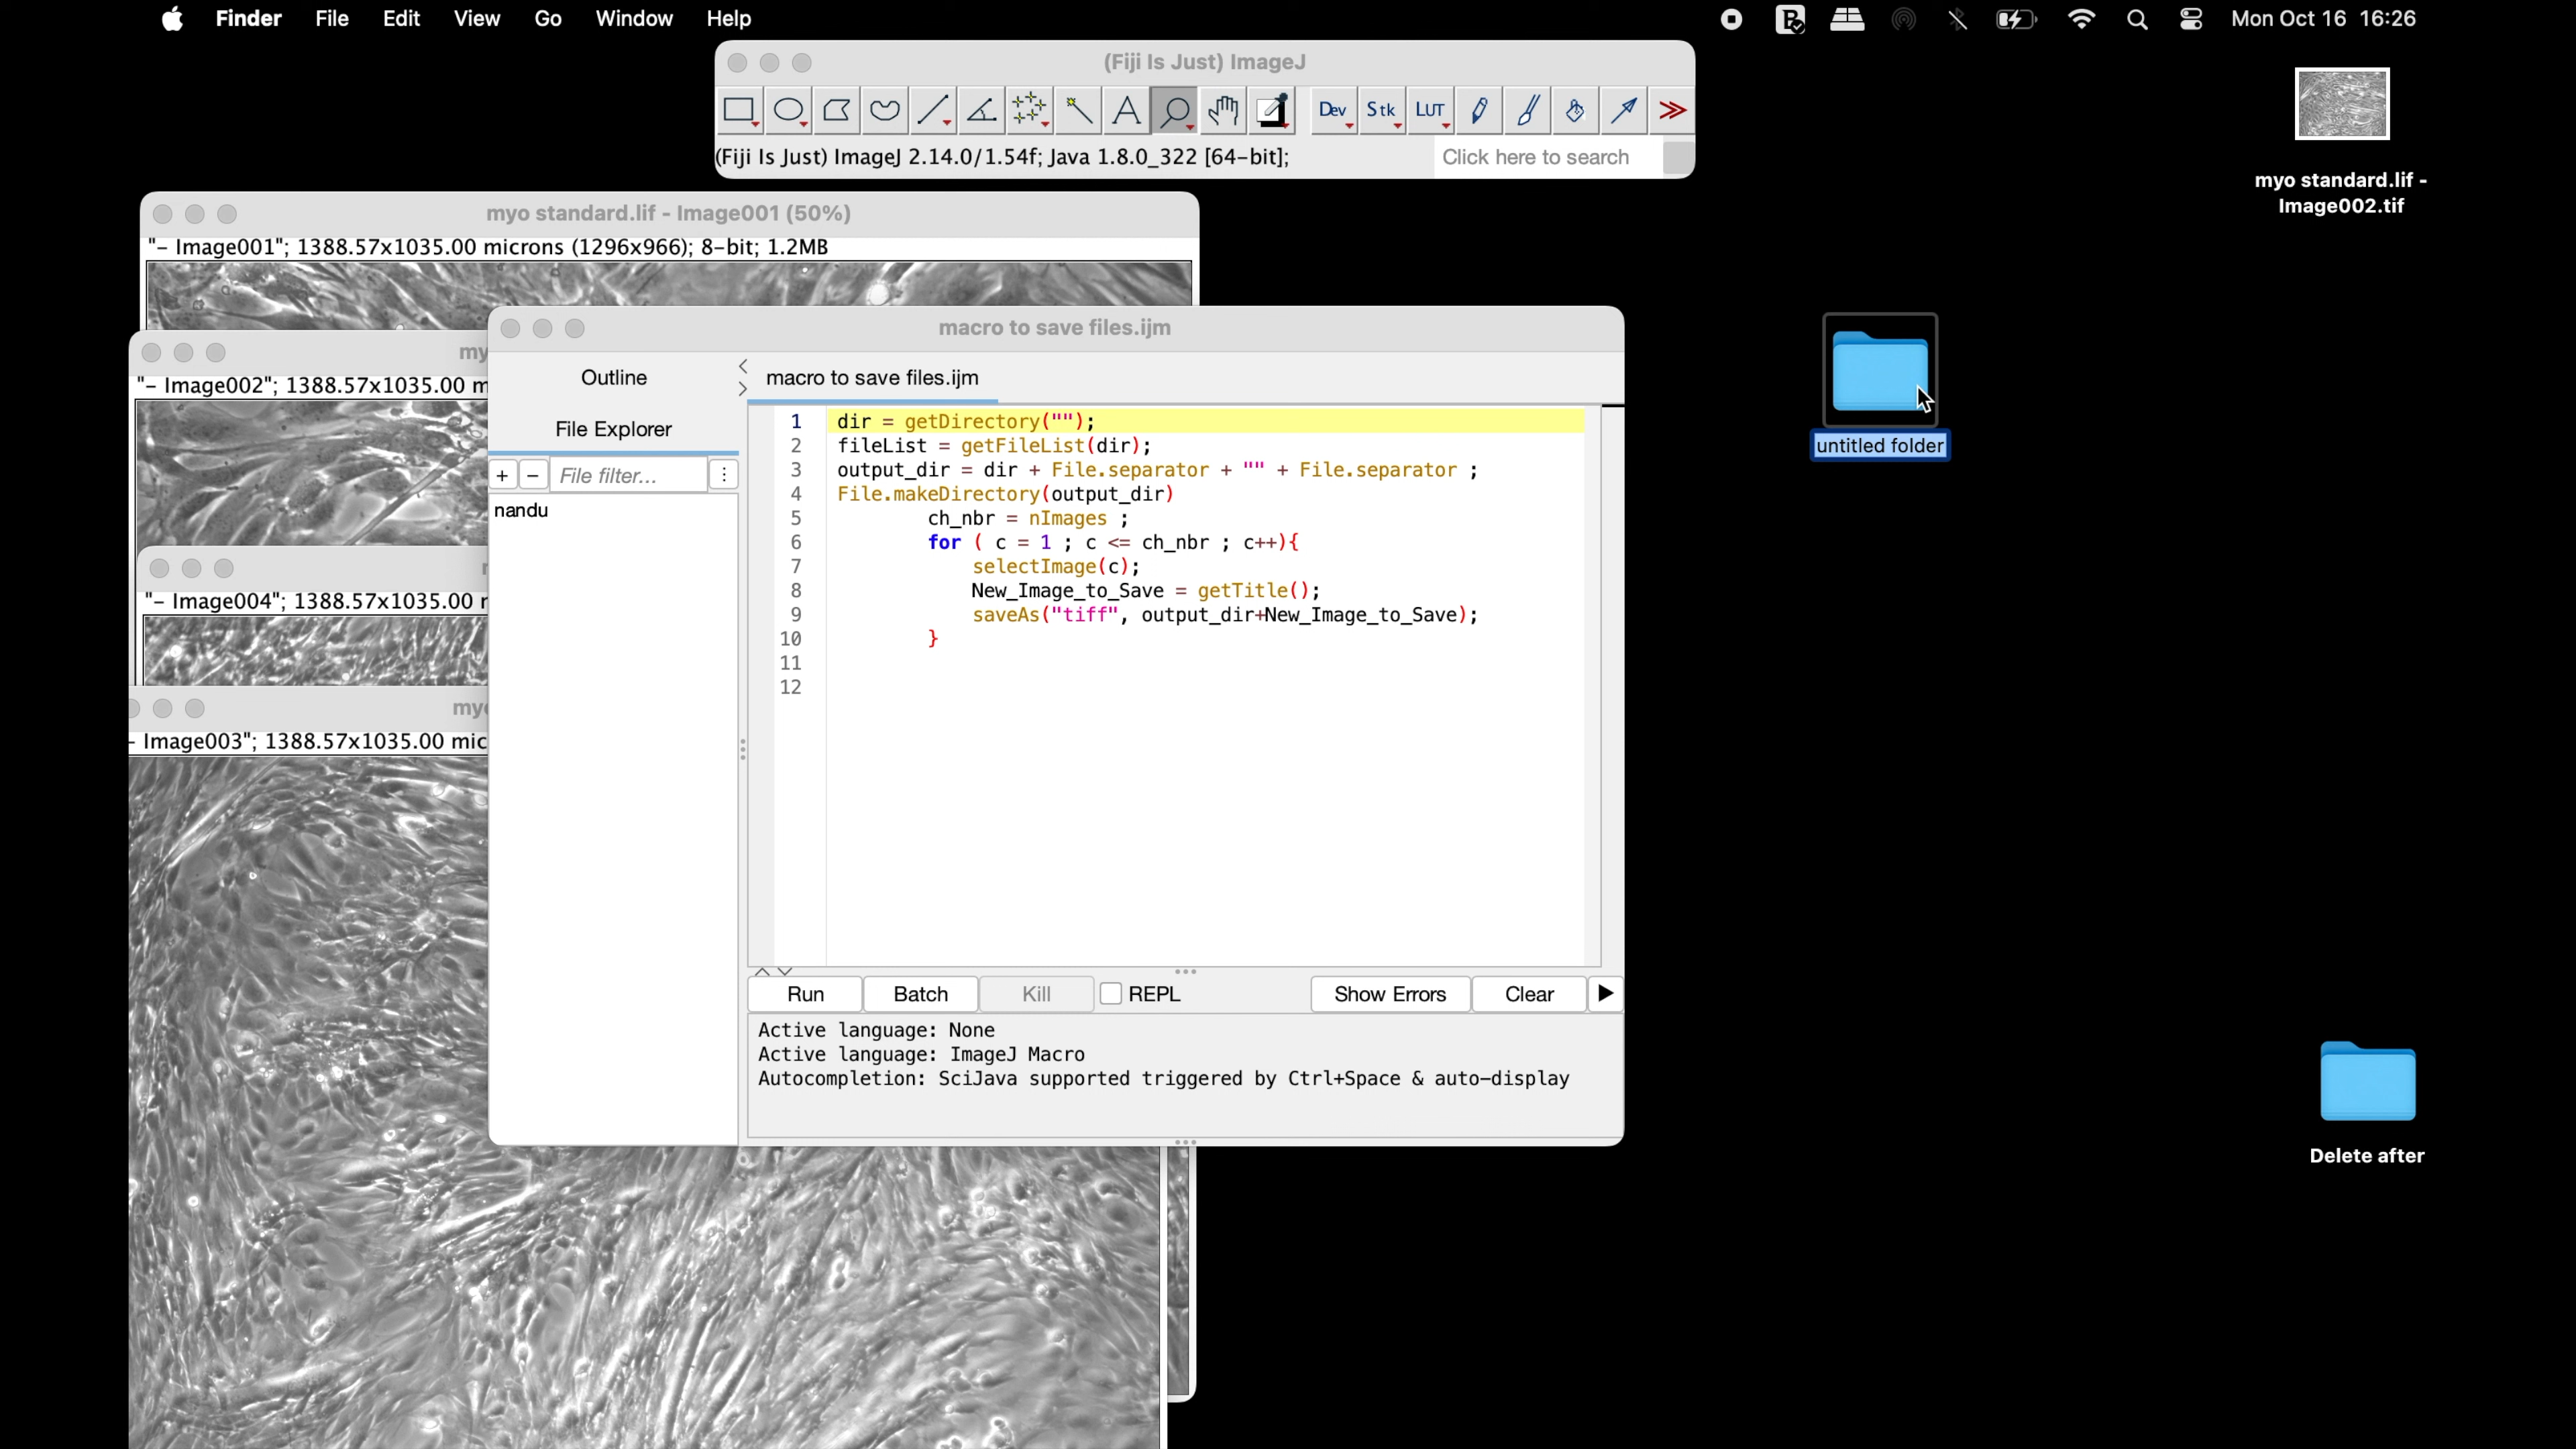 Finder File Edit View Go Window Help Mon Oct 16 16:26
(Fiji Is Just) ImageJ
Dev Stk LUT
(Fiji Is Just) ImageJ 2.14.0/1.54f; Java 1.8.0_322 [64-bit]; Click here to search
myo standard.lif -
Image002.tif
myo standard.lif - Image001 (50%)
"- Image001"; 1388.57x1035.00 microns (1296x966); 8-bit; 1.2MB
my
"- Image002"; 1388.57x1035.00 m
"- Image004"; 1388.57x1035.00
my
- Image003"; 1388.57x1035.00 mic
macro to save files.ijm
Outline
File Explorer
+ - File filter...
nandu
macro to save files.ijm
1 dir = getDirectory("");
2 fileList = getFileList(dir);
3 output_dir = dir + File.separator + "" + File.separator ;
4 File.makeDirectory(output_dir)
5 ch_nbr = nImages ;
6 for ( c = 1 ; c <= ch_nbr ; c++){
7 selectImage(c);
8 New_Image_to_Save = getTitle();
9 saveAs("tiff", output_dir+New_Image_to_Save);
10 }
11
12
Run Batch Kill REPL Show Errors Clear
Active language: None
Active language: ImageJ Macro
Autocompletion: SciJava supported triggered by Ctrl+Space & auto-display
untitled folder
Delete after